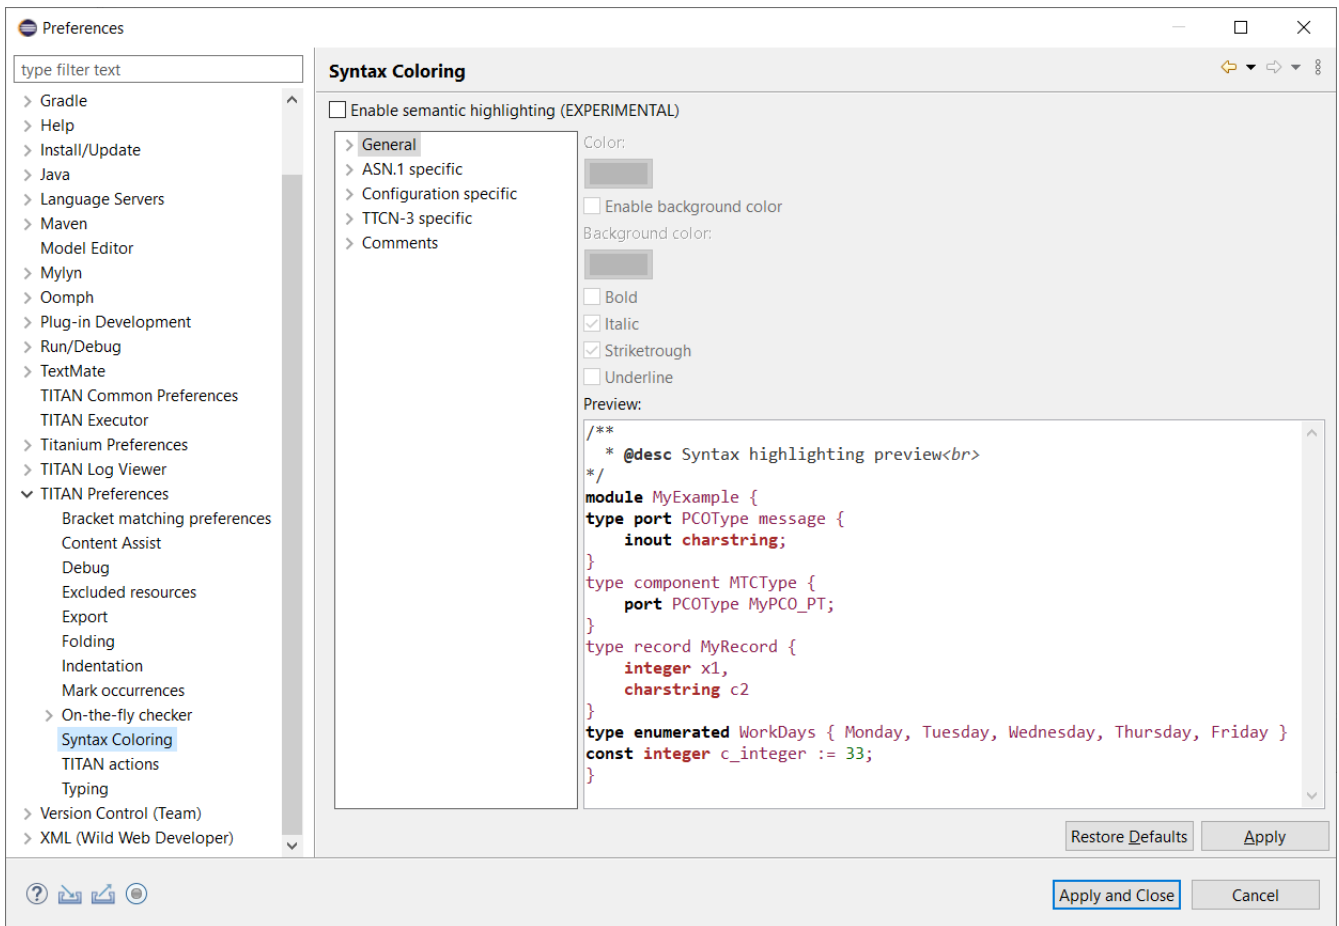 Preferences
type filter text
Gradle
Help
Install/Update
Java
Language Servers
Maven
Model Editor
Mylyn
Oomph
Plug-in Development
Run/Debug
TextMate
TITAN Common Preferences
TITAN Executor
Titanium Preferences
TITAN Log Viewer
TITAN Preferences
Bracket matching preferences
Content Assist
Debug
Excluded resources
Export
Folding
Indentation
Mark occurrences
On-the-fly checker
Syntax Coloring
TITAN actions
Typing
Version Control (Team)
XML (Wild Web Developer)
Syntax Coloring
Enable semantic highlighting (EXPERIMENTAL)
General
ASN.1 specific
Configuration specific
TTCN-3 specific
Comments
Color:
Enable background color
Background color:
Bold
Italic
Striketrough
Underline
Preview:
/**
* @desc Syntax highlighting preview<br>
*/
module MyExample {
type port PCOType message {
inout charstring;
}
type component MTCType {
port PCOType MyPCO_PT;
}
type record MyRecord {
integer x1,
charstring c2
}
type enumerated WorkDays { Monday, Tuesday, Wednesday, Thursday, Friday }
const integer c_integer := 33;
}
Restore Defaults
Apply
?
Apply and Close
Cancel